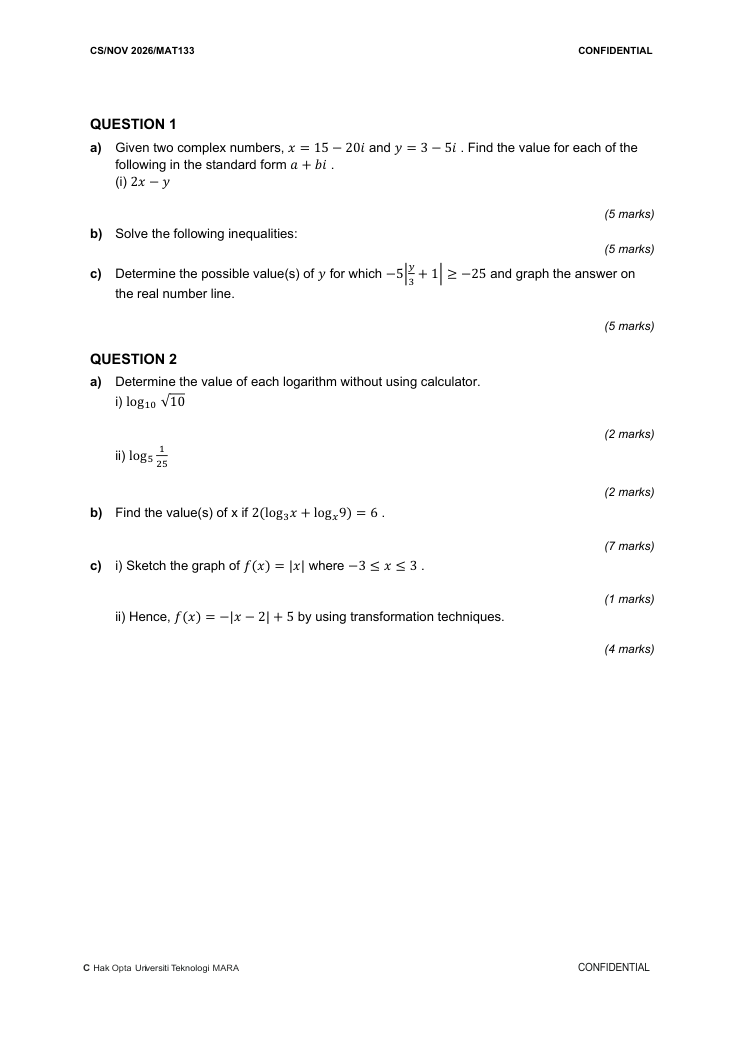 CS/NOV 2026/MAT133 CONFIDENTIAL
QUESTION 1
a) Given two complex numbers, x = 15 − 20i and y = 3 − 5i . Find the value for each of the
following in the standard form a + bi .
(i) 2x − y
(5 marks)
b) Solve the following inequalities:
(5 marks)
c) Determine the possible value(s) of y for which −5|y/3 + 1| ≥ −25 and graph the answer on
the real number line.
(5 marks)
QUESTION 2
a) Determine the value of each logarithm without using calculator.
i) log₁₀ √10
(2 marks)
ii) log₅ 1/25
(2 marks)
b) Find the value(s) of x if 2(log₃x + logₓ9) = 6 .
(7 marks)
c) i) Sketch the graph of f(x) = |x| where −3 ≤ x ≤ 3 .
(1 marks)
ii) Hence, f(x) = −|x − 2| + 5 by using transformation techniques.
(4 marks)
C Hak Opta Universiti Teknologi MARA CONFIDENTIAL